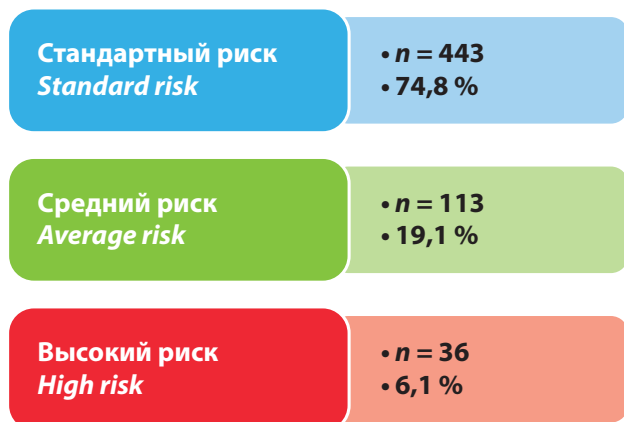 Стандартный риск
Standard risk
• n = 443
• 74,8 %
Средний риск
Average risk
• n = 113
• 19,1 %
Высокий риск
High risk
• n = 36
• 6,1 %